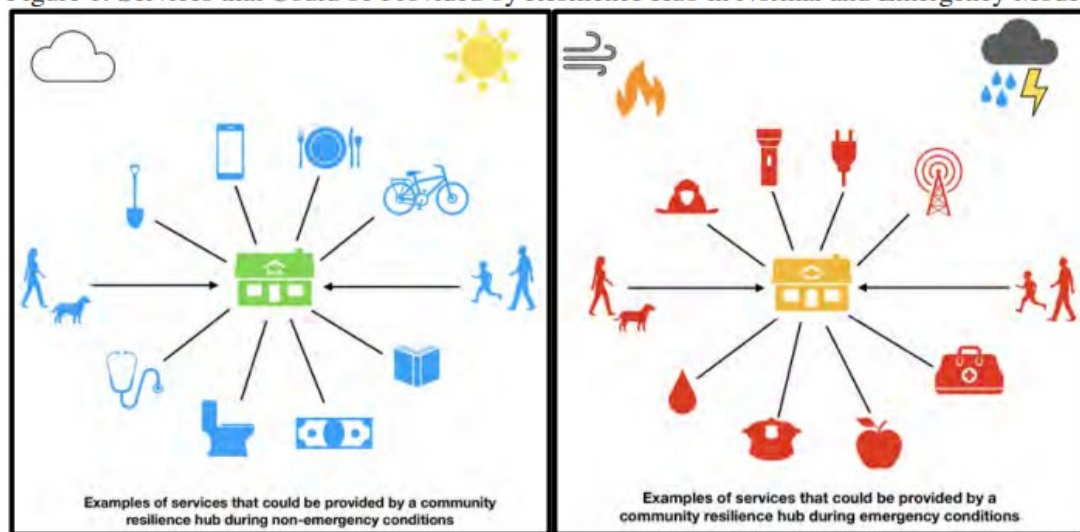 Examples of services that could be provided by a community
resilience hub during non-emergency conditions
Examples of services that could be provided by a
community resilience hub during emergency conditions